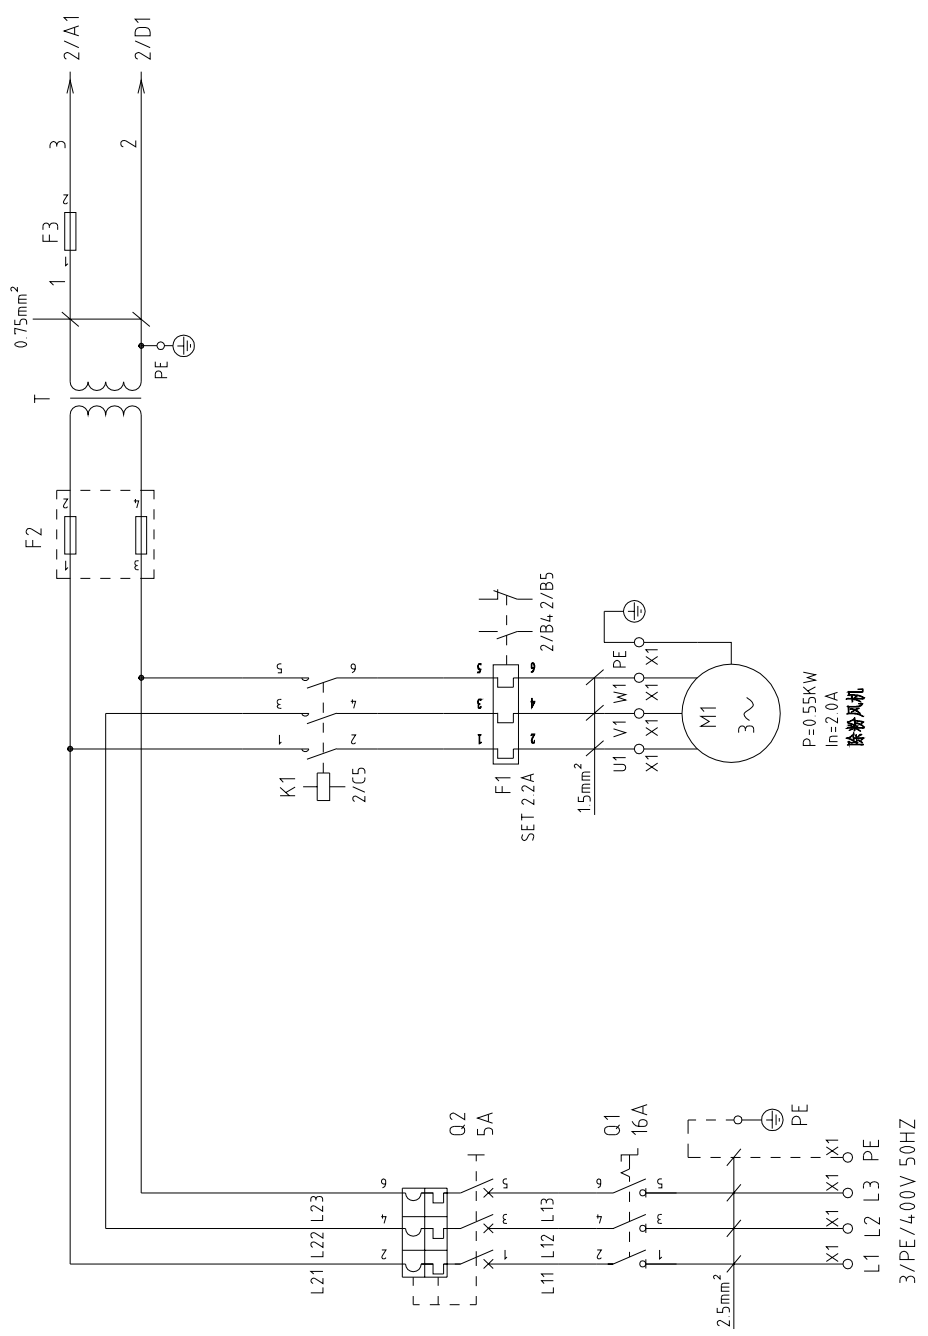 2/A1
2/D1
3
2
2
F3
1
1
0.75mm²
PE
T
F2
2
4
1
3
5
6
3
4
1
2
K1
2/C5
5
6
3
4
1
2
F1
SET 2.2A
2/B4 2/B5
1.5mm²
U1 V1 W1 PE
X1 X1 X1 X1
M1
3~
P=0.55KW
In=2.0A
除粉风机
L21 L22 L23
2
4
6
Q2
5A
1
3
5
L11 L12 L13
2
4
6
Q1
16A
1
3
5
PE
2.5mm²
X1 X1 X1 X1
L1 L2 L3 PE
3/PE/400V 50HZ